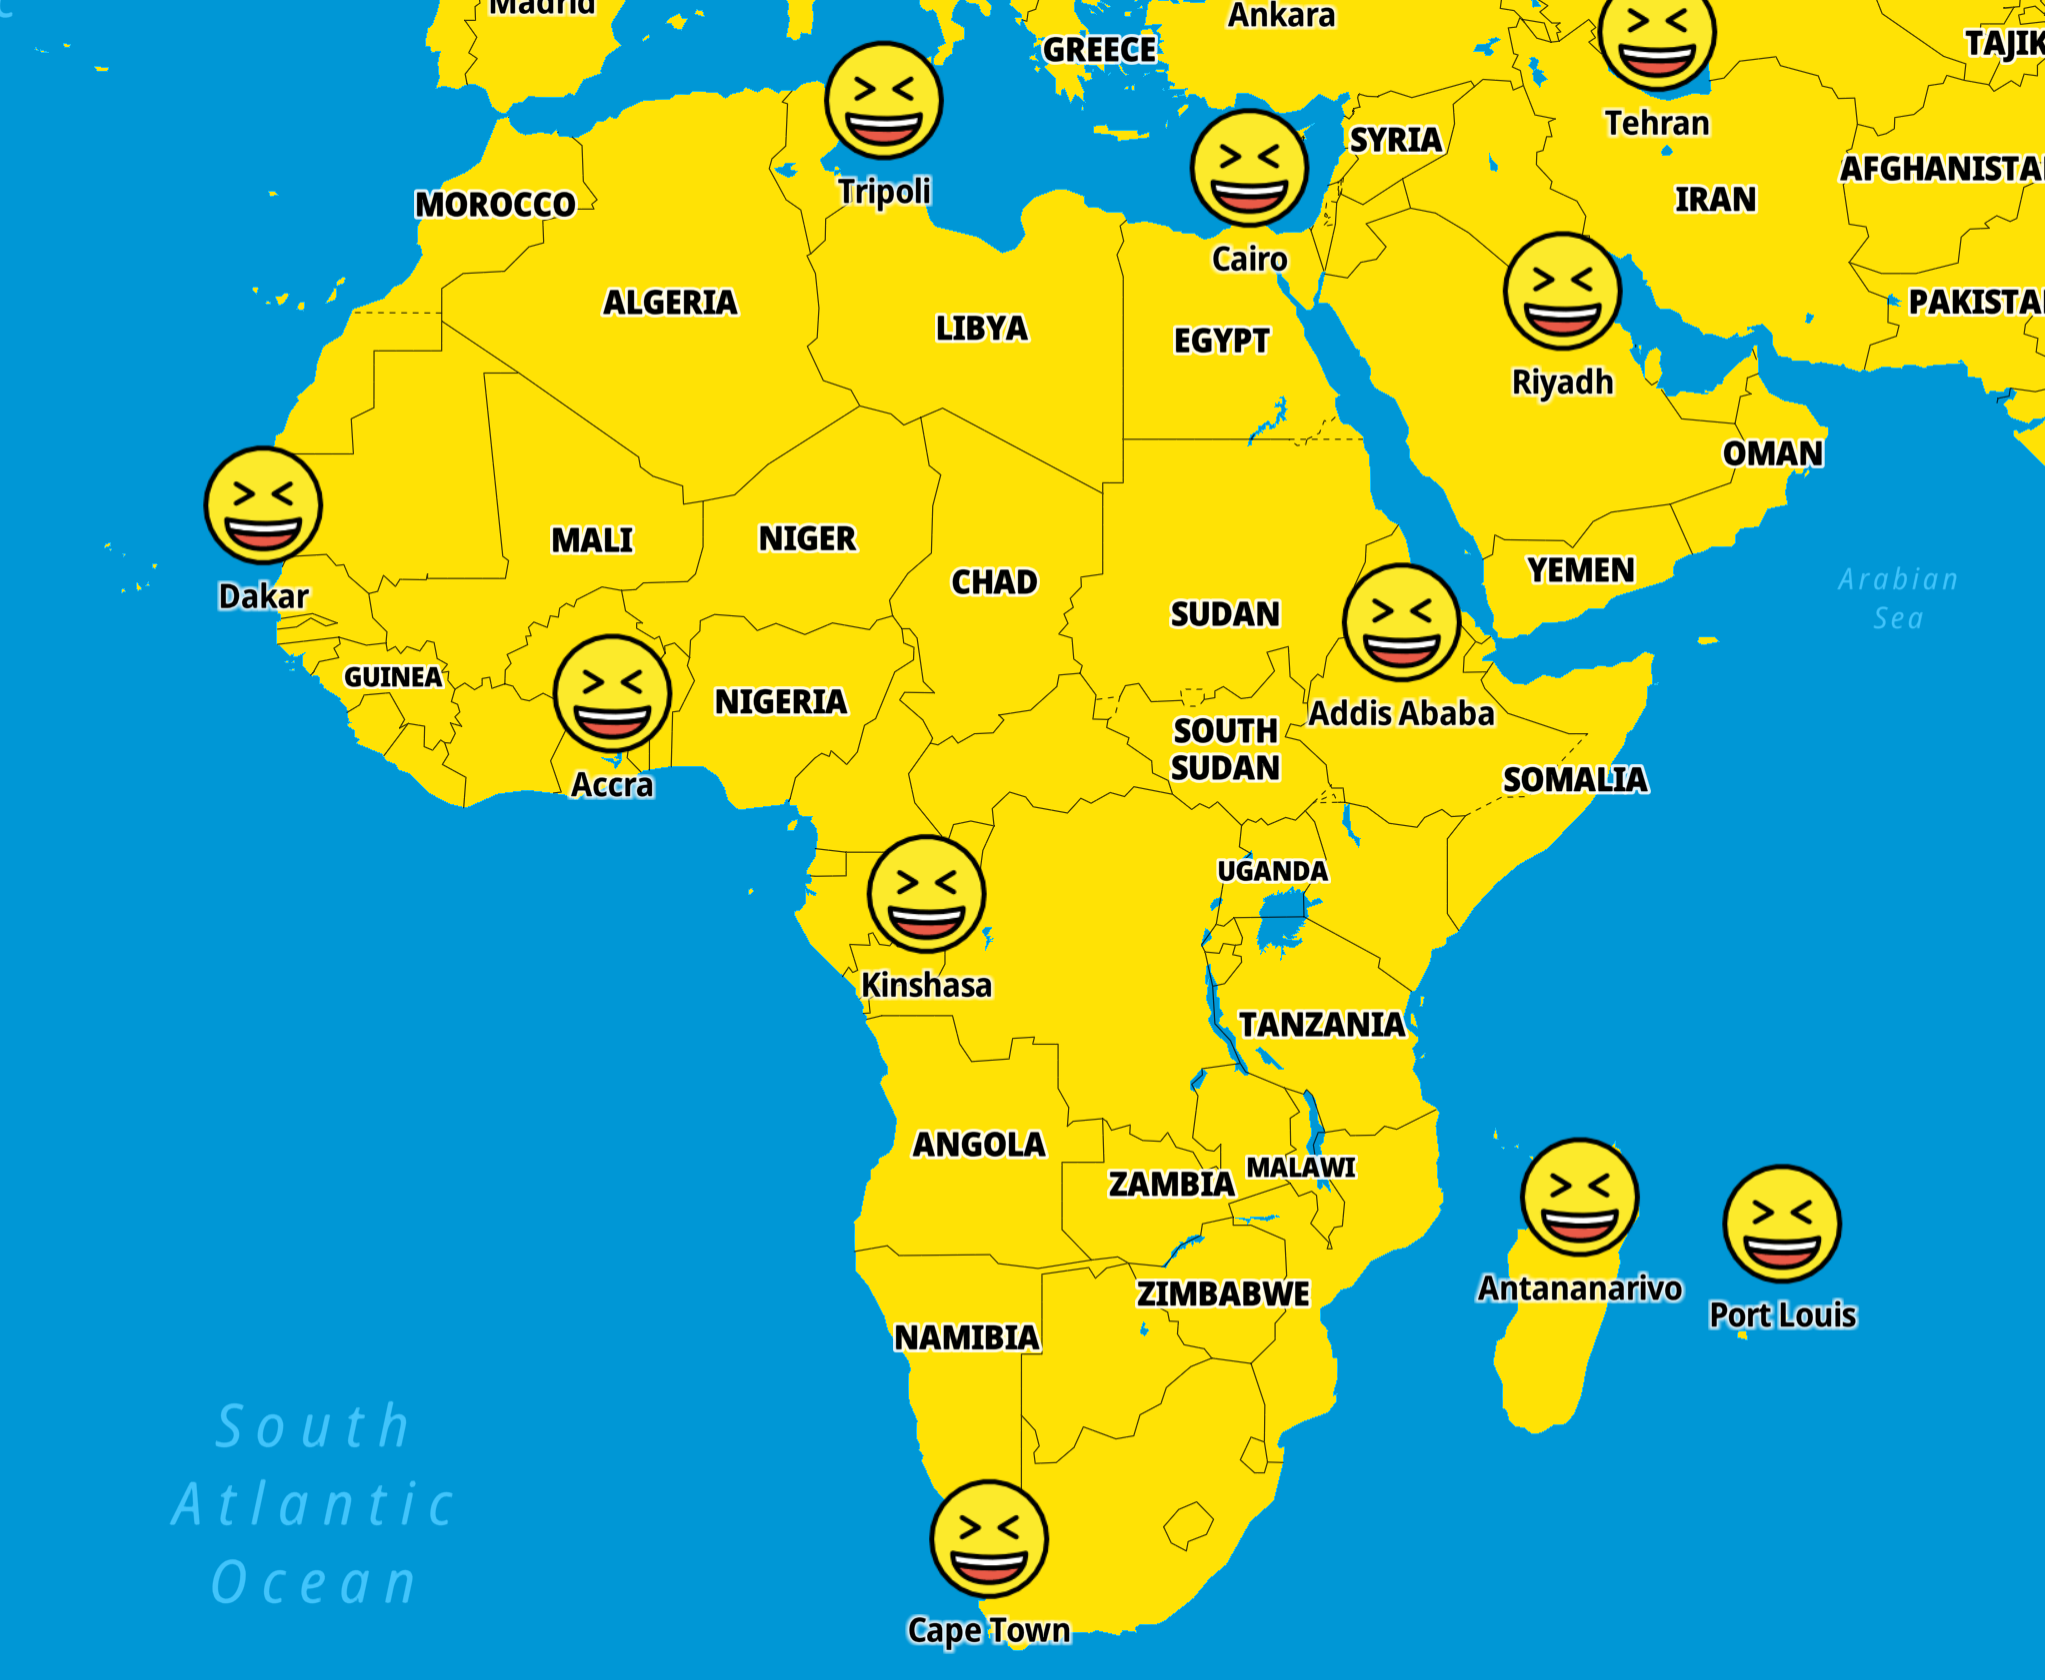 Madrid
Ankara
GREECE
TAJIK
SYRIA
Tehran
AFGHANISTA
Tripoli
MOROCCO
IRAN
Cairo
ALGERIA
PAKISTA
LIBYA
EGYPT
Riyadh
OMAN
MALI
NIGER
YEMEN
CHAD
Arabian
Sea
Dakar
SUDAN
GUINEA
NIGERIA
Addis Ababa
SOUTH
SUDAN
SOMALIA
Accra
UGANDA
Kinshasa
TANZANIA
ANGOLA
MALAWI
ZAMBIA
Antananarivo
ZIMBABWE
Port Louis
NAMIBIA
South
Atlantic
Ocean
Cape Town